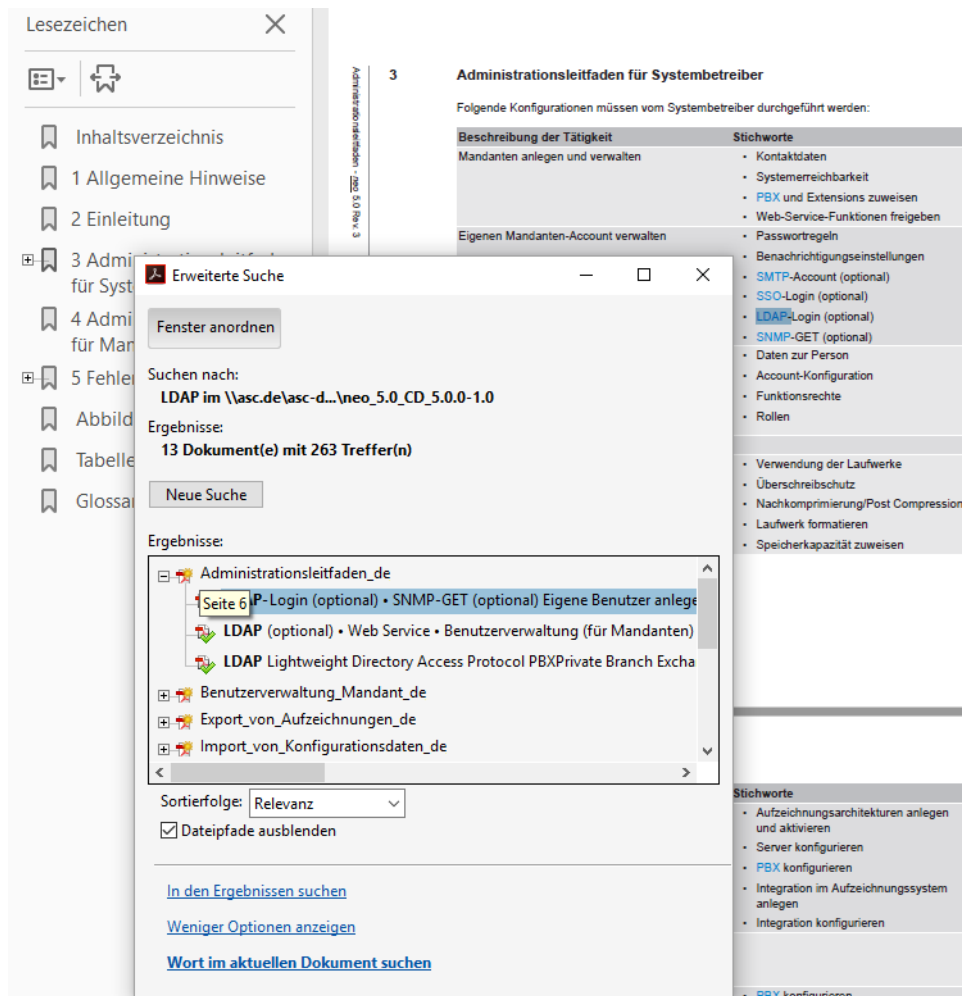 Lesezeichen
Inhaltsverzeichnis
1 Allgemeine Hinweise
2 Einleitung
3 Admi
für Syst
4 Admi
für Man
5 Fehle
Abbild
Tabelle
Glossa
Administrationsleitfaden - neo 5.0 Rev. 3
3 Administrationsleitfaden für Systembetreiber
Folgende Konfigurationen müssen vom Systembetreiber durchgeführt werden:
Beschreibung der Tätigkeit Stichworte
Mandanten anlegen und verwalten • Kontaktdaten
• Systemerreichbarkeit
• PBX und Extensions zuweisen
• Web-Service-Funktionen freigeben
Eigenen Mandanten-Account verwalten • Passwortregeln
• Benachrichtigungseinstellungen
• SMTP-Account (optional)
• SSO-Login (optional)
• LDAP-Login (optional)
• SNMP-GET (optional)
• Daten zur Person
• Account-Konfiguration
• Funktionsrechte
• Rollen
• Verwendung der Laufwerke
• Überschreibschutz
• Nachkomprimierung/Post Compression
• Laufwerk formatieren
• Speicherkapazität zuweisen
Stichworte
• Aufzeichnungsarchitekturen anlegen
und aktivieren
• Server konfigurieren
• PBX konfigurieren
• Integration im Aufzeichnungssystem
anlegen
• Integration konfigurieren
• PBX konfigurieren
Erweiterte Suche
Fenster anordnen
Suchen nach:
LDAP im \\asc.de\asc-d...\neo_5.0_CD_5.0.0-1.0
Ergebnisse:
13 Dokument(e) mit 263 Treffer(n)
Neue Suche
Ergebnisse:
Administrationsleitfaden_de
Seite 6 P-Login (optional) • SNMP-GET (optional) Eigene Benutzer anlege
LDAP (optional) • Web Service • Benutzerverwaltung (für Mandanten)
LDAP Lightweight Directory Access Protocol PBXPrivate Branch Excha
Benutzerverwaltung_Mandant_de
Export_von_Aufzeichnungen_de
Import_von_Konfigurationsdaten_de
Sortierfolge: Relevanz
Dateipfade ausblenden
In den Ergebnissen suchen
Weniger Optionen anzeigen
Wort im aktuellen Dokument suchen